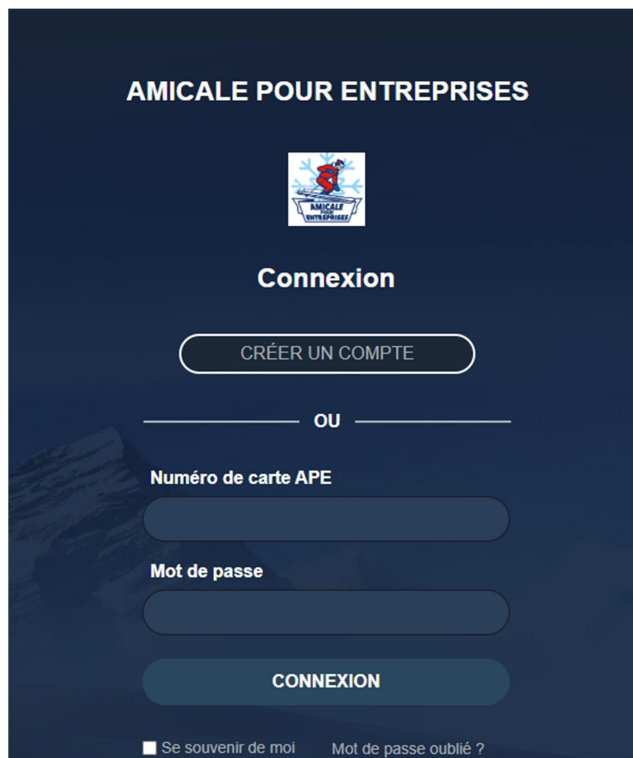 AMICALE POUR ENTREPRISES
AMICALE
POUR
ENTREPRISES
Connexion
CRÉER UN COMPTE
OU
Numéro de carte APE
Mot de passe
CONNEXION
Se souvenir de moi Mot de passe oublié ?